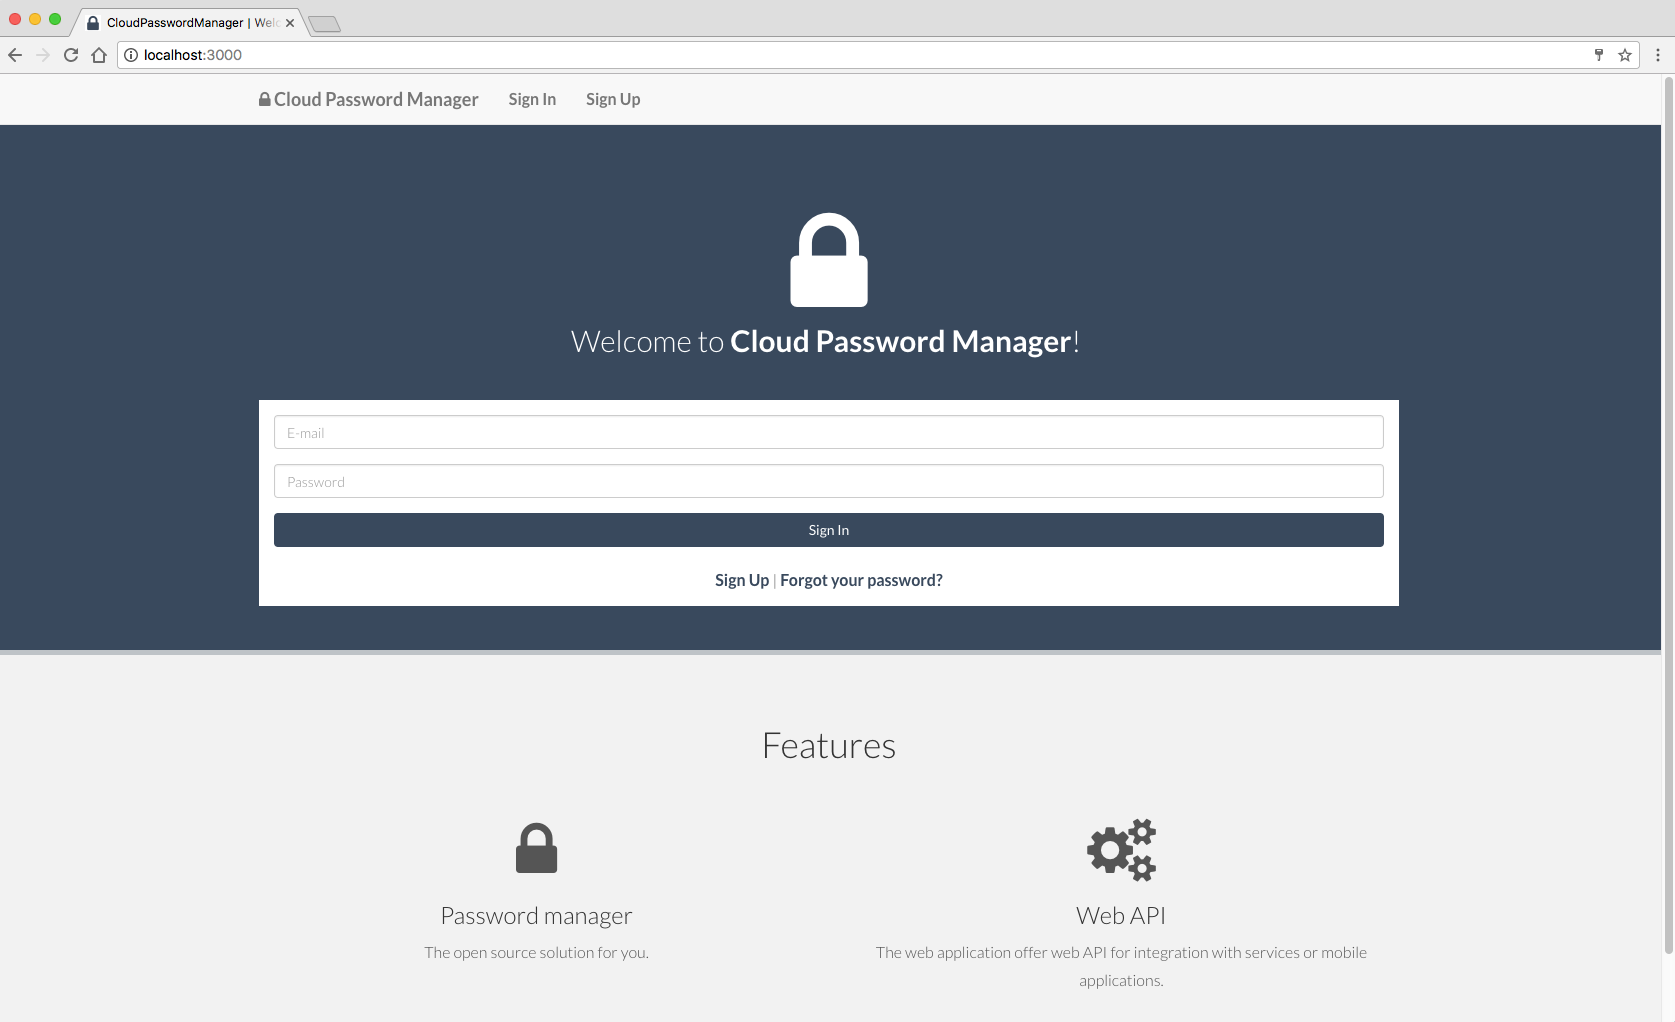 CloudPasswordManager | Welc
localhost:3000
Cloud Password Manager Sign In Sign Up
Welcome to Cloud Password Manager!
E-mail
Password
Sign In
Sign Up | Forgot your password?
Features
Password manager
The open source solution for you.
Web API
The web application offer web API for integration with services or mobile
applications.